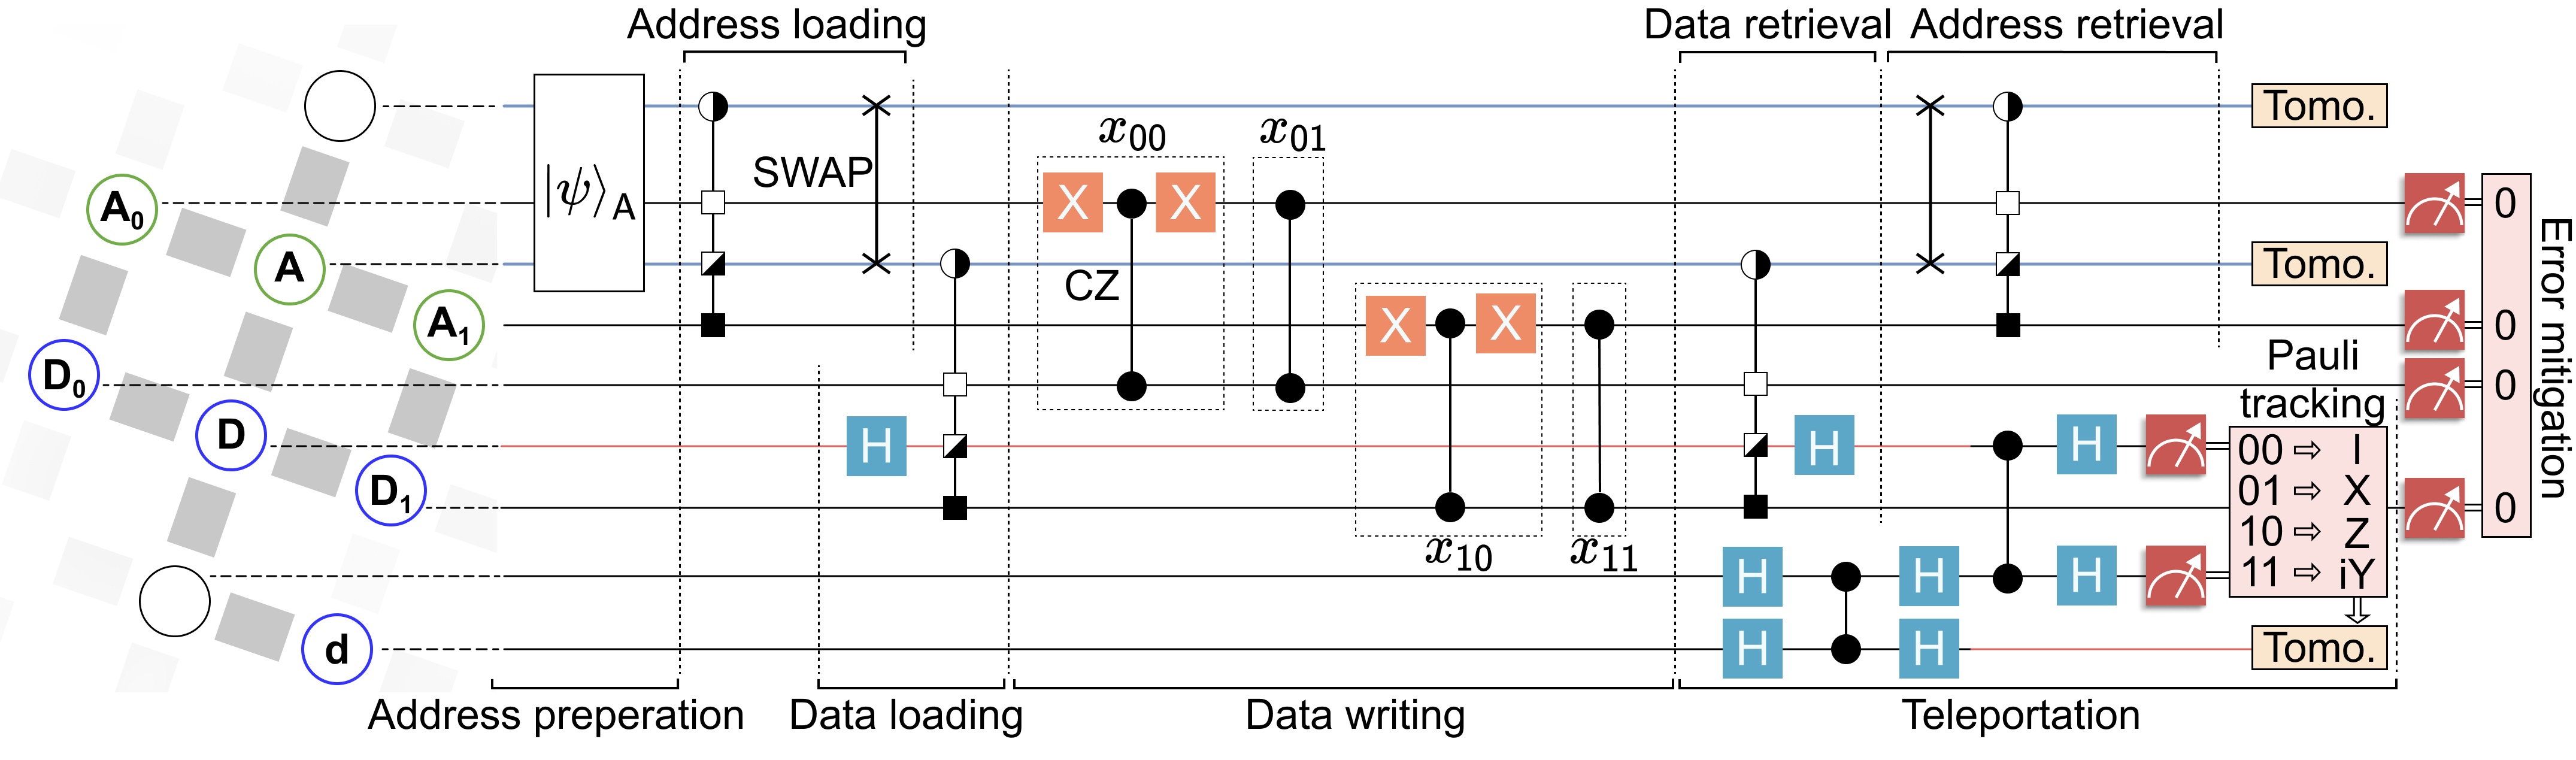 Address loading
Data retrieval
Address retrieval
A₀
A
A₁
D₀
D
D₁
d
|ψ⟩A
SWAP
x₀₀
x₀₁
X
X
CZ
X
X
x₁₀
x₁₁
H
H
H
H
H
H
H
H
H
Tomo.
Tomo.
Tomo.
Pauli
tracking
00 ⇨ I
01 ⇨ X
10 ⇨ Z
11 ⇨ iY
0
0
0
0
Error mitigation
Address preperation
Data loading
Data writing
Teleportation